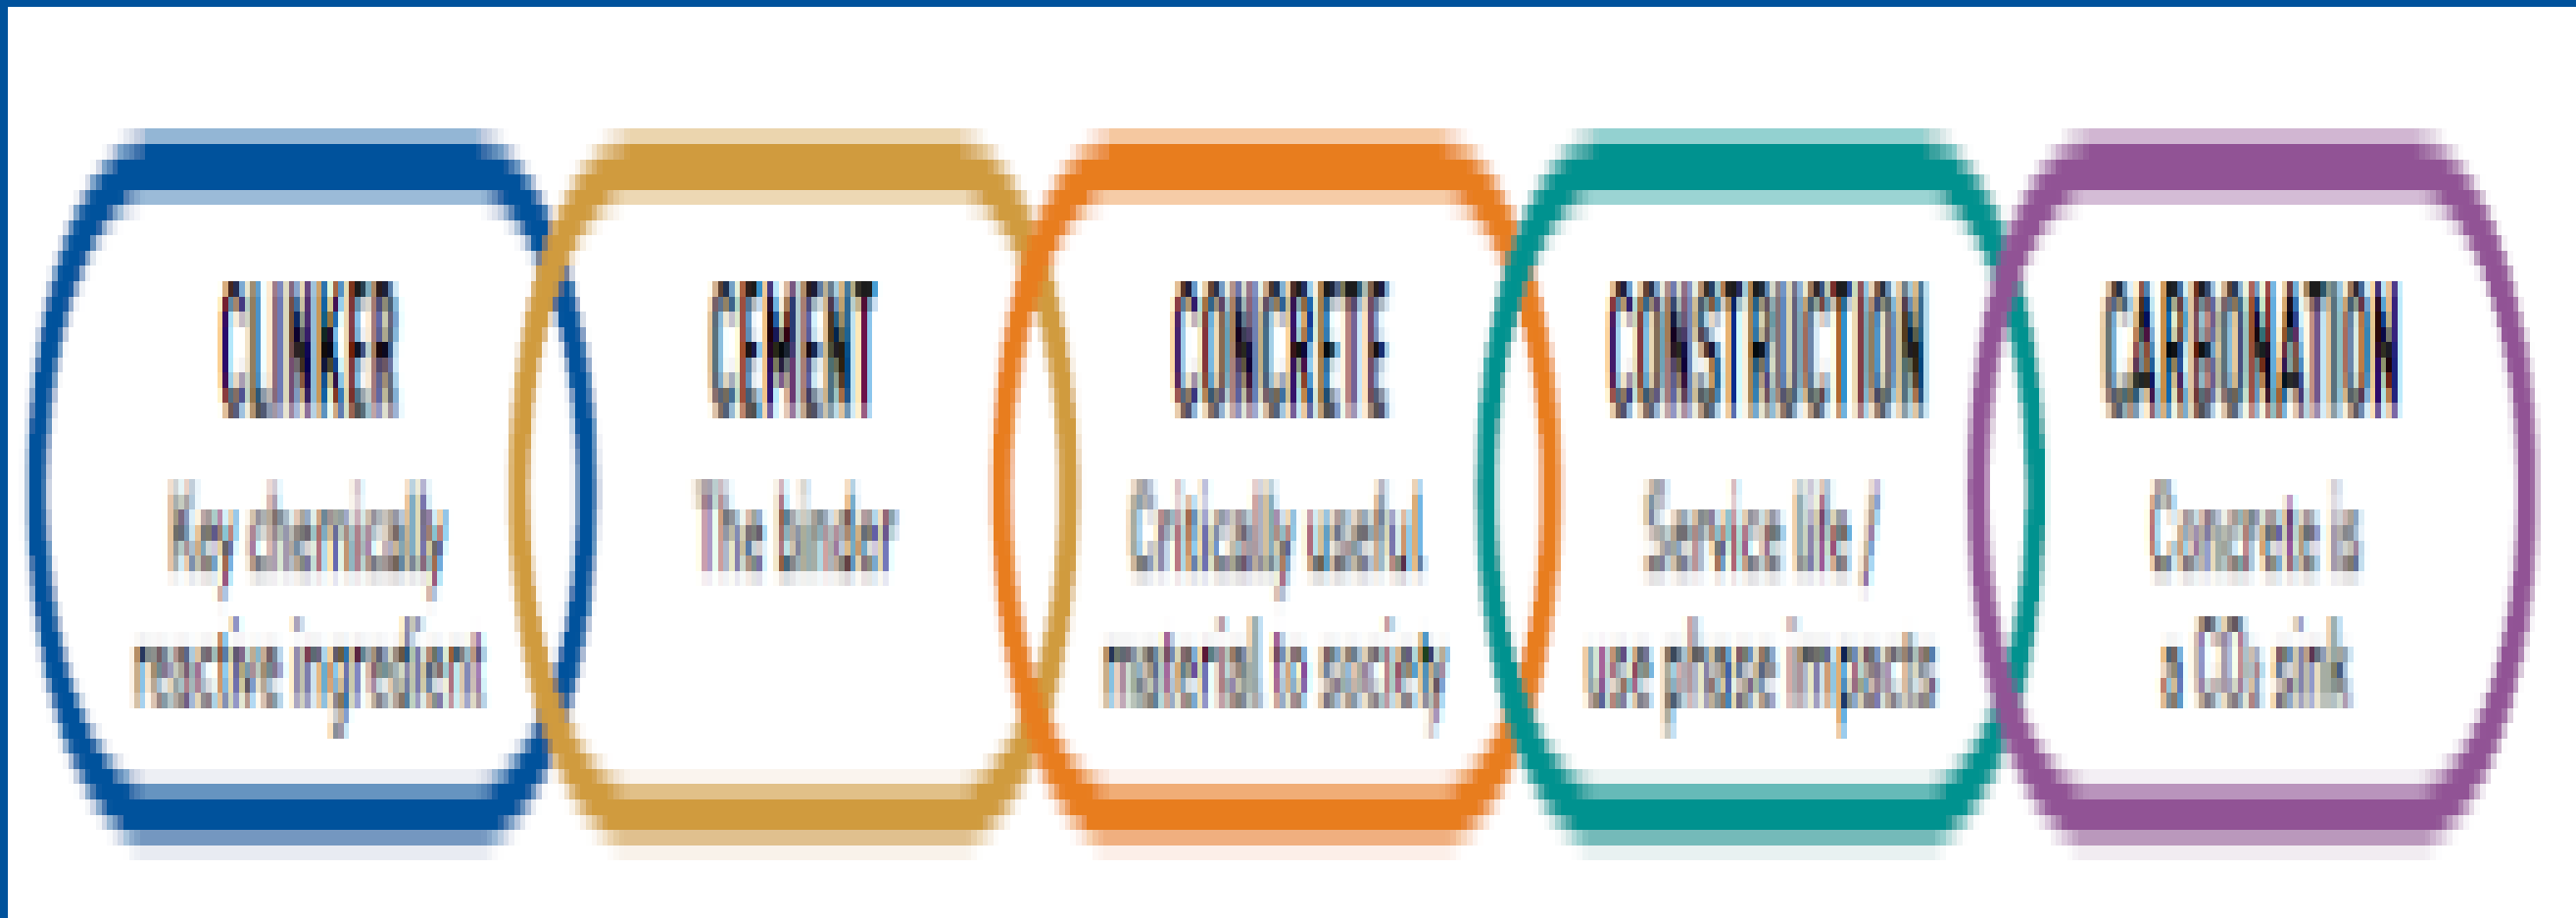 CLINKER
Key chemically
reactive ingredient
CEMENT
The binder
CONCRETE
Critically useful
material to society
CONSTRUCTION
Service life /
use phase impacts
CARBONATION
Concrete is
a CO₂ sink